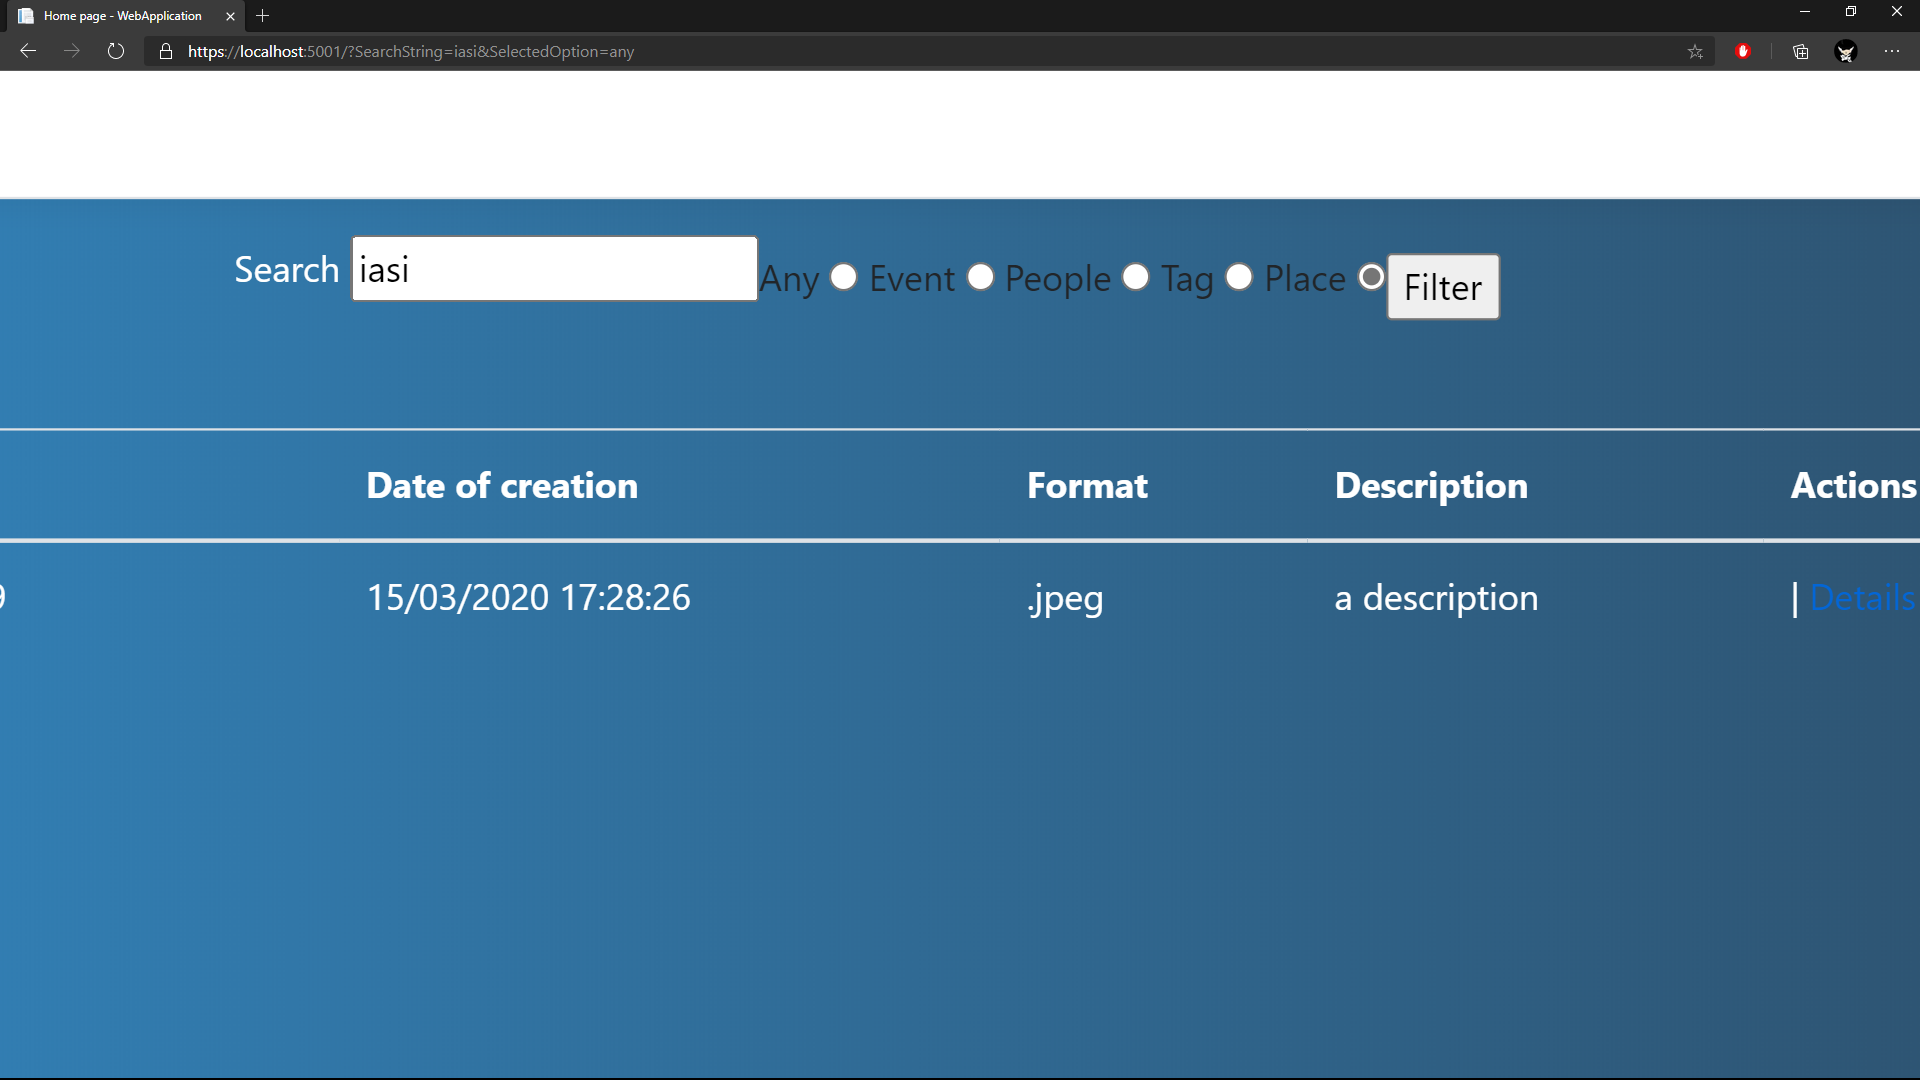 Home page - WebApplication
https://localhost:5001/?SearchString=iasi&SelectedOption=any
Search iasi Any Event People Tag Place Filter
Date of creation Format Description Actions
9 15/03/2020 17:28:26 .jpeg a description | Details